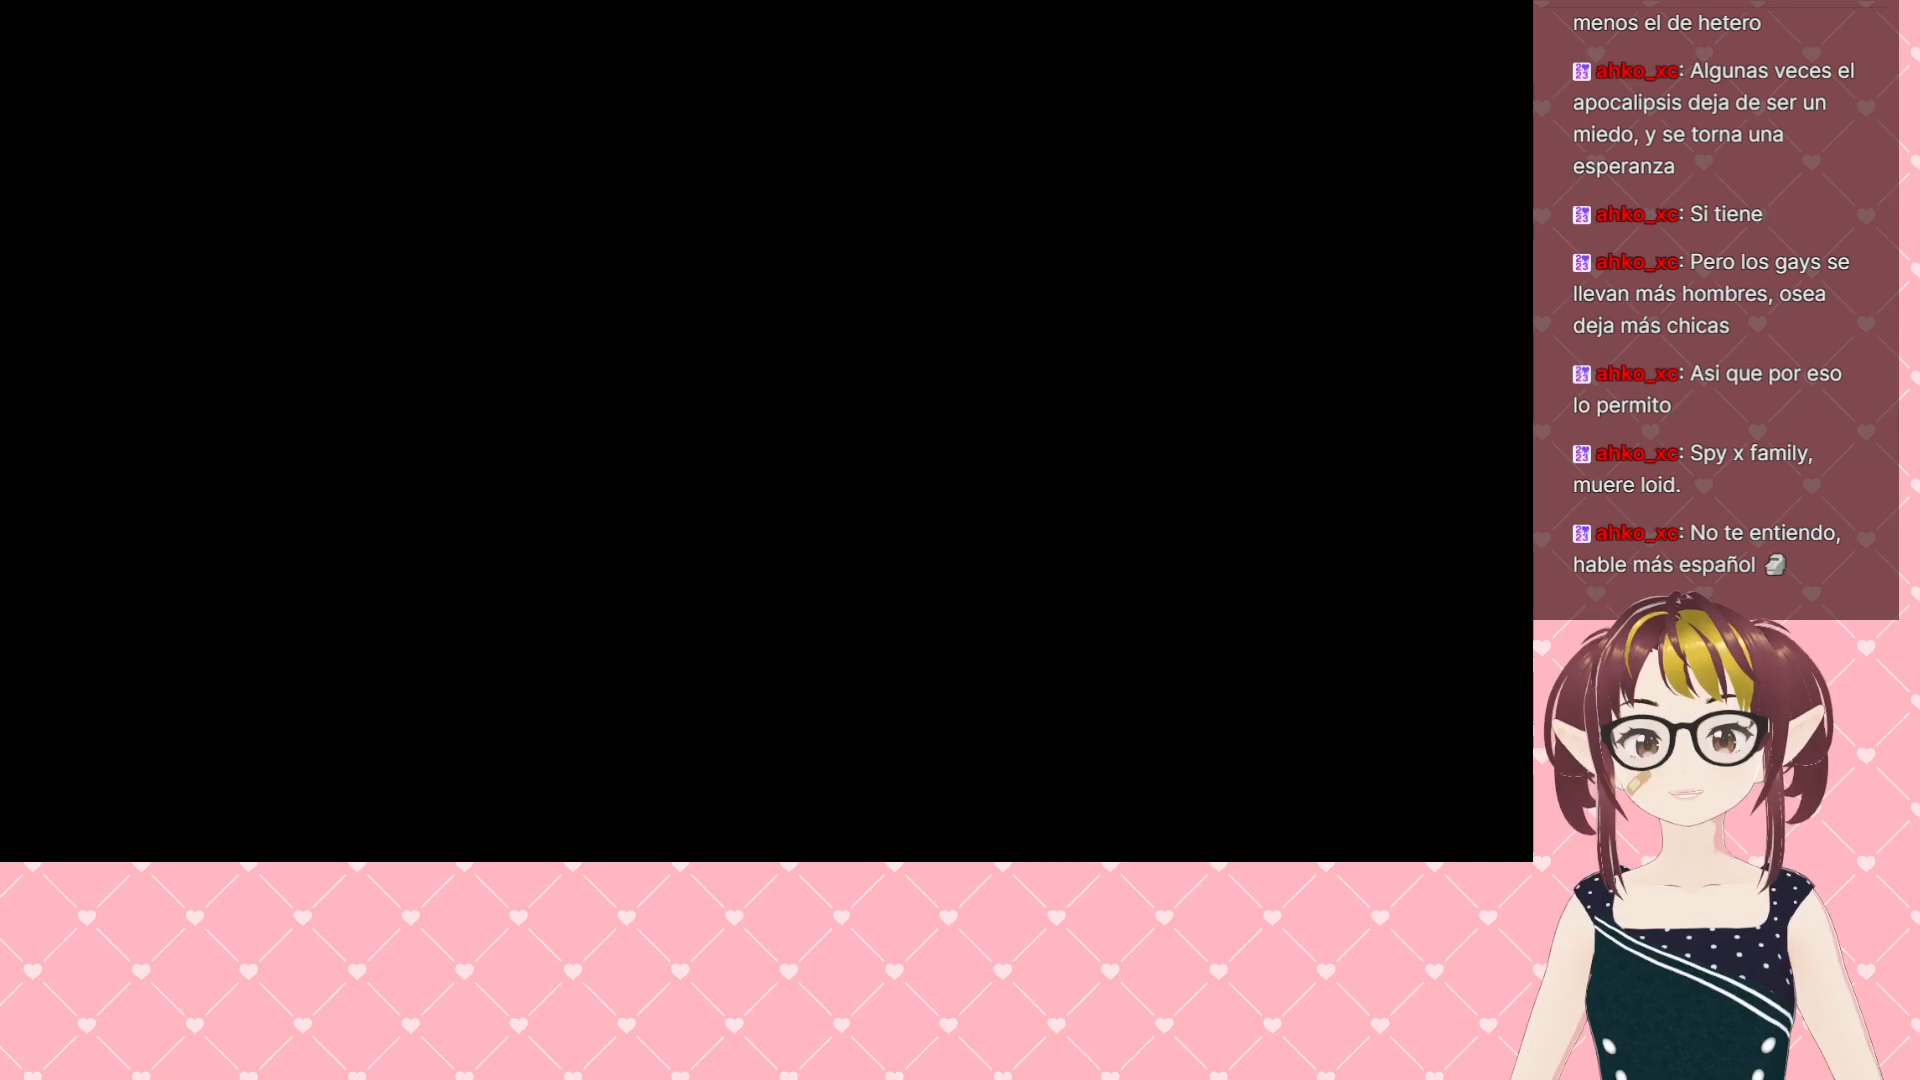 menos el de hetero
ahko_xc: Algunas veces el
apocalipsis deja de ser un
miedo, y se torna una
esperanza
ahko_xc: Si tiene
ahko_xc: Pero los gays se
llevan más hombres, osea
deja más chicas
ahko_xc: Asi que por eso
lo permito
ahko_xc: Spy x family,
muere loid.
ahko_xc: No te entiendo,
hable más español 🗿